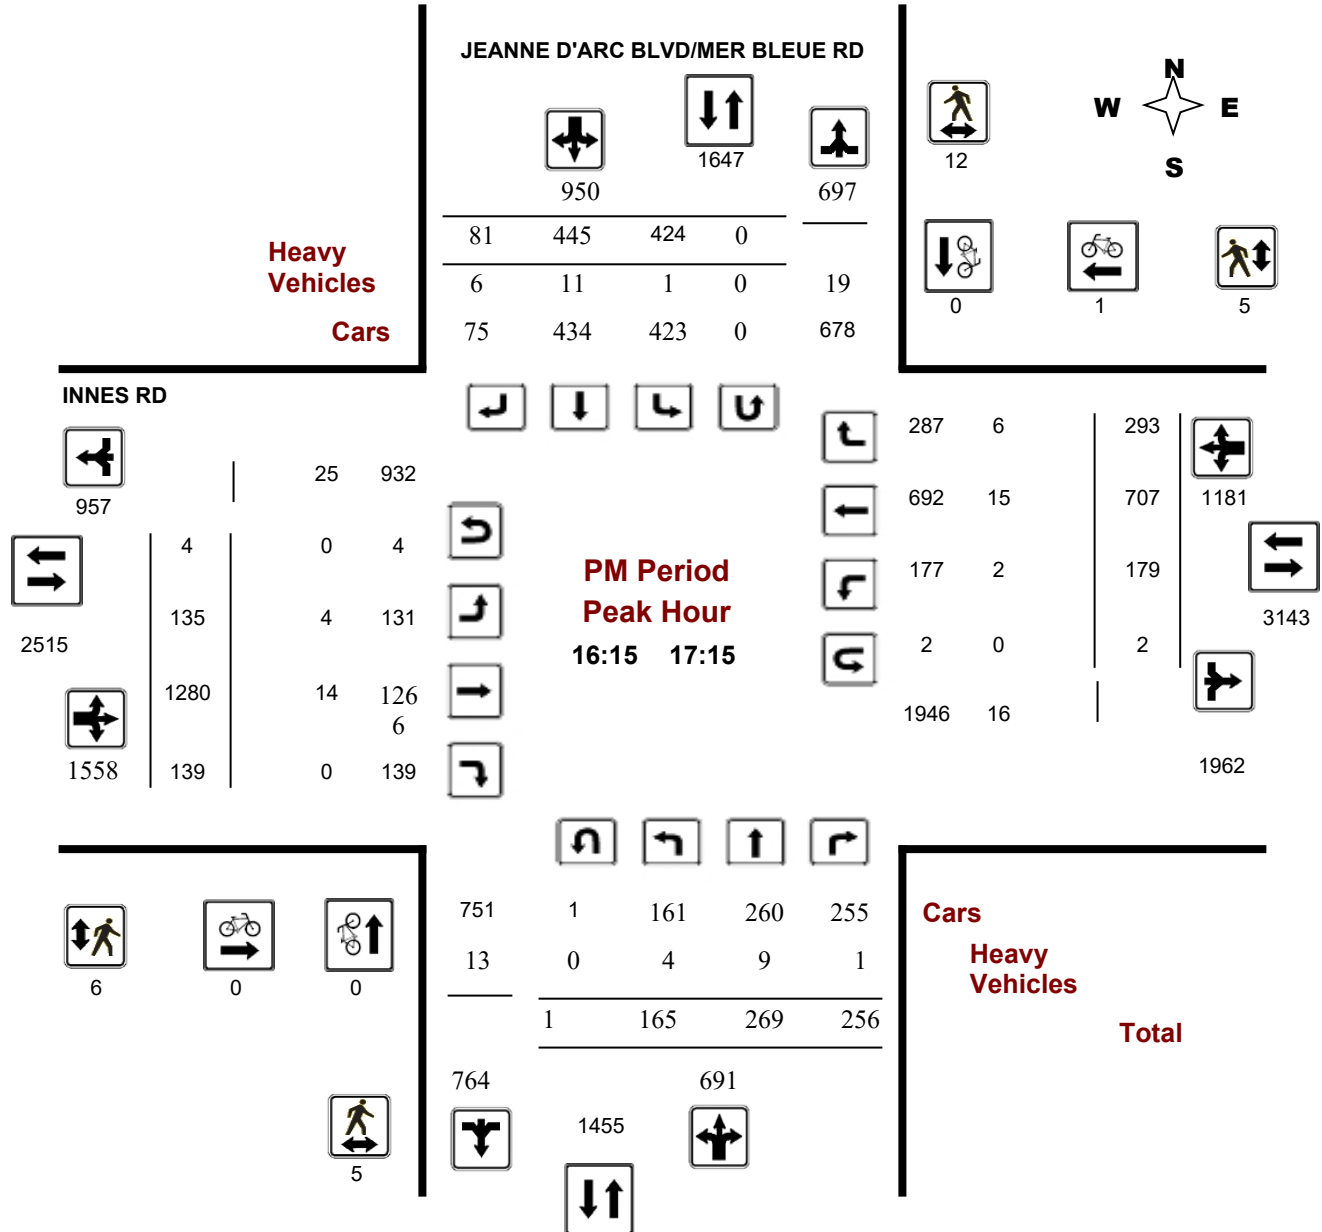 JEANNE D'ARC BLVD/MER BLEUE RD
N
W E
S
1647
12
950 697
81 445 424 0
Heavy
Vehicles
6 11 1 0 19
0 1 5
Cars 75 434 423 0 678
INNES RD
287 6 293
25 932
957
692 15 707 1181
4 0 4
PM Period
177 2 179
135 4 131
Peak Hour
3143
2515
16:15 17:15
2 0 2
1280 14 126
6
1946 16
1558 139 0 139
1962
751 1 161 260 255 Cars
13 0 4 9 1 Heavy
Vehicles
6 0 0
1 165 269 256 Total
764 691
1455
5